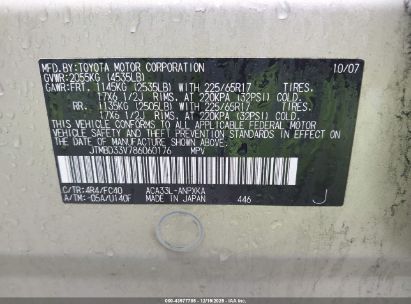 MFD.BY: TOYOTA MOTOR CORPORATION 10/07
GVWR: 2055KG (4535LB)
GAWR: FRT. 1145KG (2535LB) WITH 225/65R17 TIRES.
17X6 1/2J RIMS. AT 220KPA (32PSI) COLD.
RR. 1135KG (2505LB) WITH 225/65R17 TIRES.
17X6 1/2J RIMS. AT 220KPA (32PSI) COLD.
THIS VEHICLE CONFORMS TO ALL APPLICABLE FEDERAL MOTOR
VEHICLE SAFETY AND THEFT PREVENTION STANDARDS IN EFFECT
ON THE DATE OF MANUFACTURE SHOWN ABOVE.
JTMBD33V786060176 MPV
C/TR:4R4/FC40 ACA33L-ANPXKA
A/TM:-05A/U140F MADE IN JAPAN 446 J